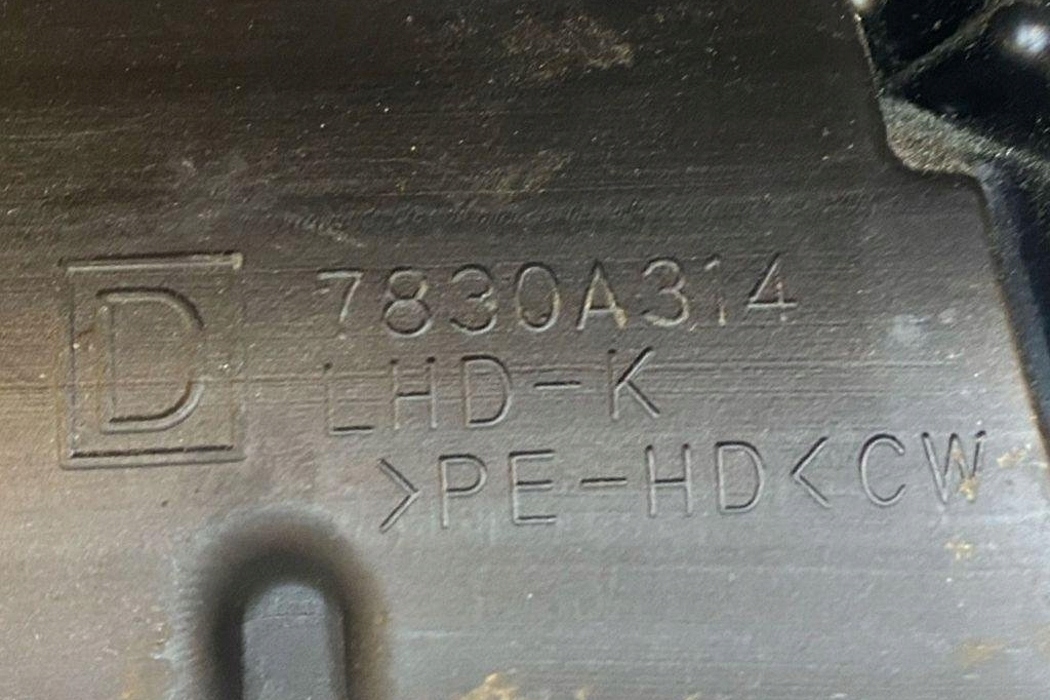 D
7830A314
LHD-K
>PE-HD<CW